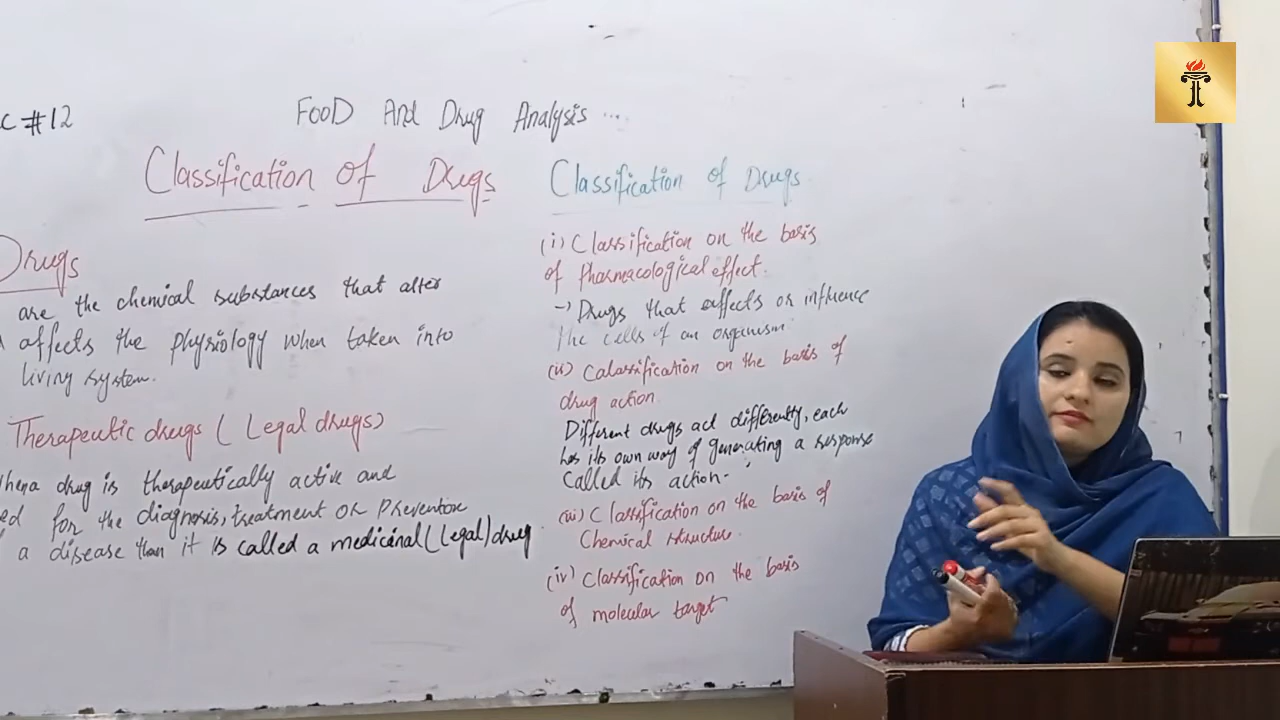 c #12
FOOD And Drug Analysis ...
Classification of Drugs
Drugs
are the chemical substances that alter
affects the physiology when taken into
living system.
Therapeutic drugs ( Legal drugs)
when a drug is therapeutically active and
ed for the diagnosis, treatment or Prevention
a disease than it is called a medicinal (Legal) drug.
Classification of Drugs.
(i) Classification on the basis
of Pharmacological effect.
-) Drugs that affects or influence
the cells of an organism.
(ii) Calassification on the basis of
drug action.
Different drugs act differently, each
has its own way of generating a response
called its action.
(iii) Classification on the basis of
Chemical structure.
(iv) Classification on the basis
of molecular target